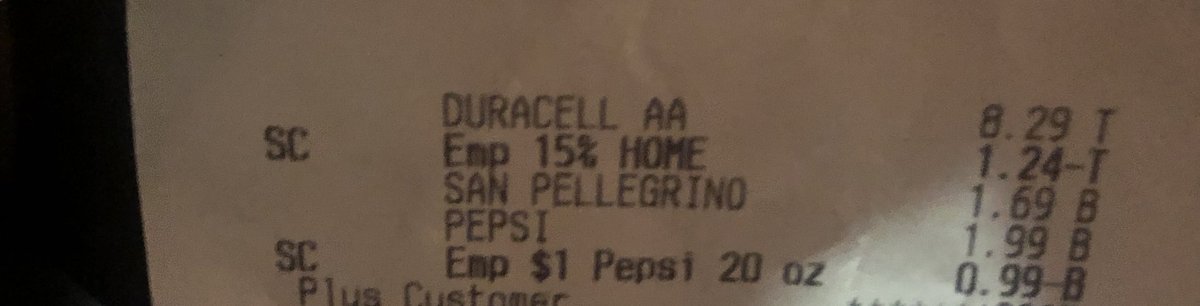 DURACELL AA 8.29 T
SC Emp 15% HOME 1.24-T
SAN PELLEGRINO 1.69 B
PEPSI 1.99 B
SC Emp $1 Pepsi 20 oz 0.99-B
Plus Customer